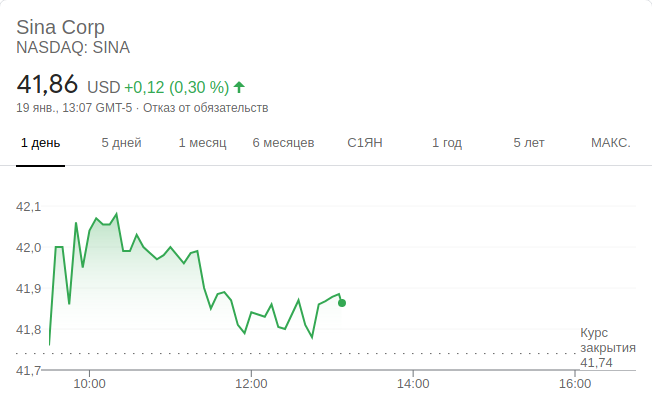 Sina Corp
NASDAQ: SINA
41,86 USD +0,12 (0,30 %)
19 янв., 13:07 GMT-5 · Отказ от обязательств
1 день 5 дней 1 месяц 6 месяцев С1ЯН 1 год 5 лет МАКС.
42,1
42,0
41,9
41,8
Курс
закрытия
41,74
41,7
10:00 12:00 14:00 16:00